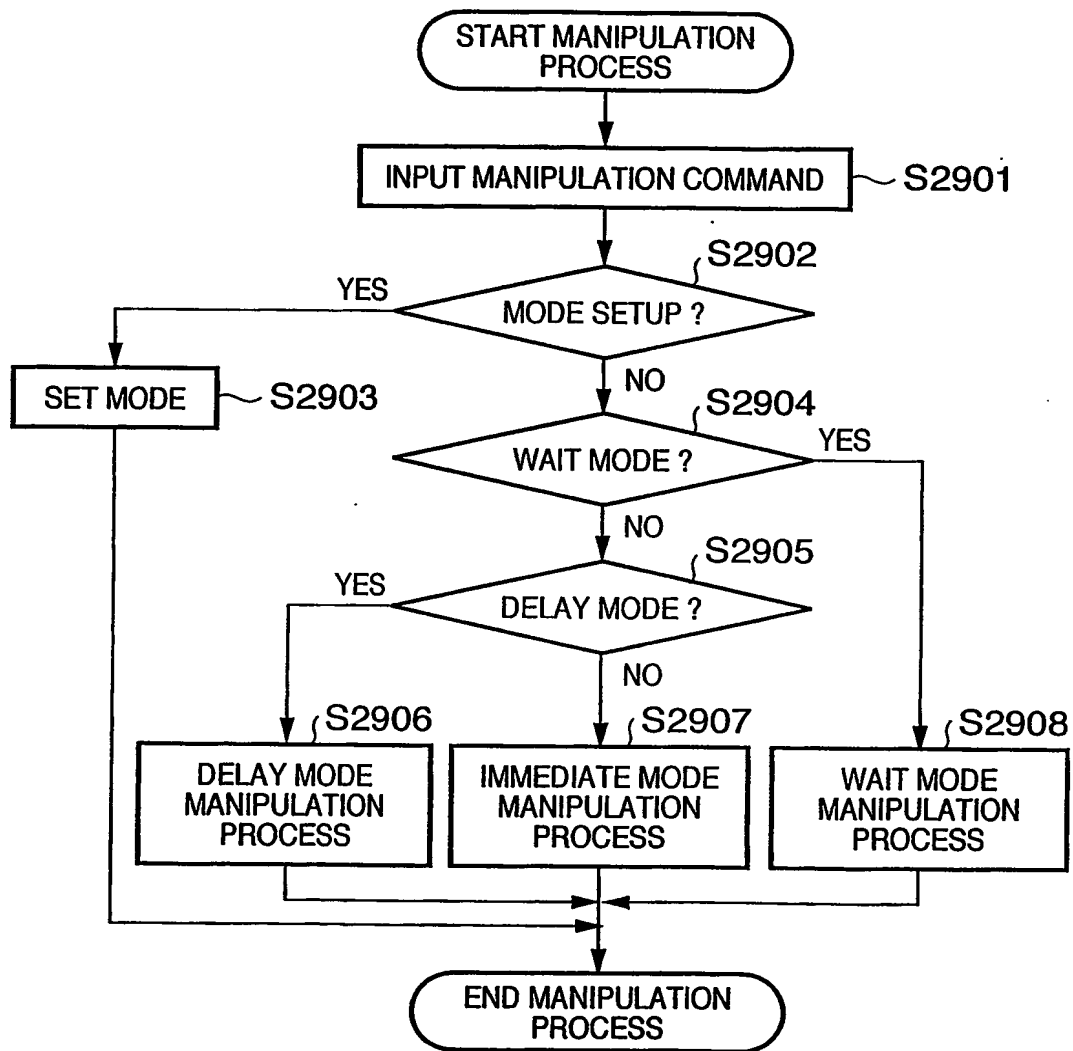 START MANIPULATION
PROCESS
INPUT MANIPULATION COMMAND
S2901
S2902
YES
MODE SETUP ?
NO
SET MODE
S2903
S2904
YES
WAIT MODE ?
NO
S2905
YES
DELAY MODE ?
NO
S2906
DELAY MODE
MANIPULATION
PROCESS
S2907
IMMEDIATE MODE
MANIPULATION
PROCESS
S2908
WAIT MODE
MANIPULATION
PROCESS
END MANIPULATION
PROCESS